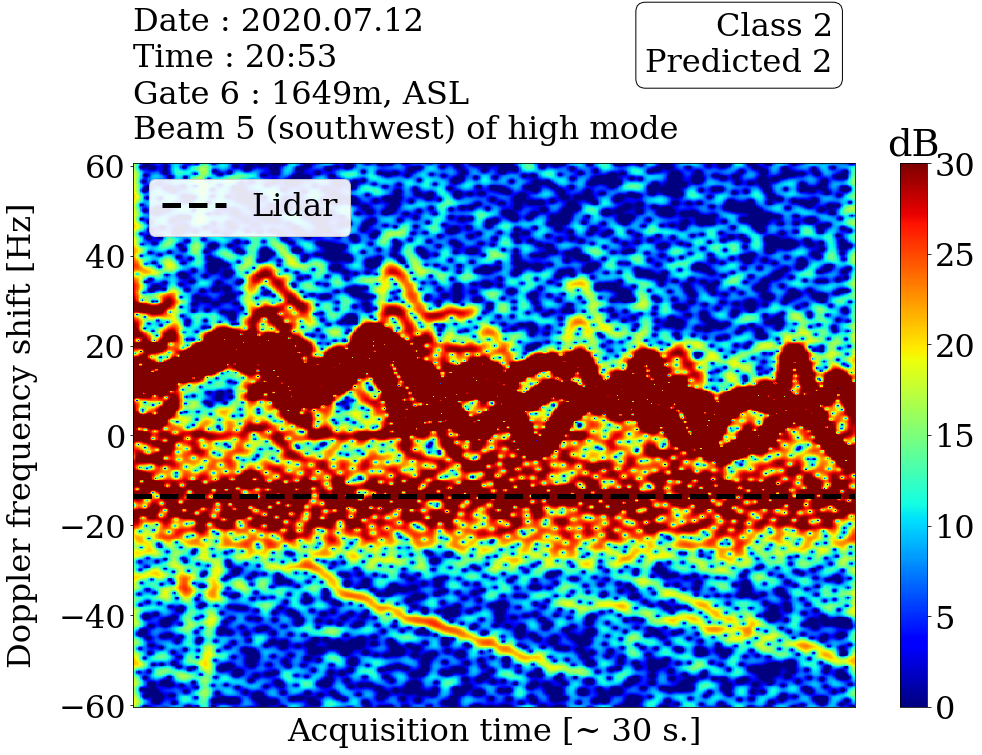 Date : 2020.07.12
Time : 20:53
Gate 6 : 1649m, ASL
Beam 5 (southwest) of high mode
Class 2
Predicted 2
dB
Lidar
60
40
20
0
−20
−40
−60
Doppler frequency shift [Hz]
Acquisition time [~ 30 s.]
30
25
20
15
10
5
0